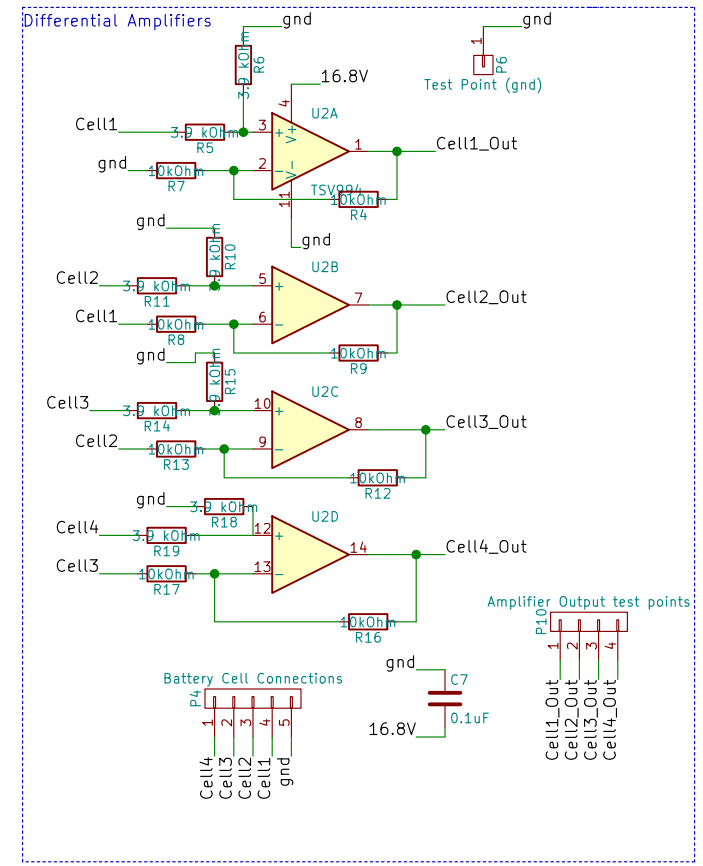 Differential Amplifiers
gnd
3.9 kOhm
R6
16.8V
4
U2A
Cell1
3.9 kOhm
R5
3
+
V+
1
Cell1_Out
gnd
10kOhm
R7
2
−
V−
11
TSV994
10kOhm
R4
gnd
gnd
1
P6
Test Point (gnd)
gnd
3.9 kOhm
R10
U2B
Cell2
3.9 kOhm
R11
5
+
7
Cell2_Out
Cell1
10kOhm
R8
6
−
10kOhm
R9
gnd
3.9 kOhm
R15
U2C
Cell3
3.9 kOhm
R14
10
+
8
Cell3_Out
Cell2
10kOhm
R13
9
−
10kOhm
R12
gnd
3.9 kOhm
R18
U2D
Cell4
3.9 kOhm
R19
12
+
14
Cell4_Out
Cell3
10kOhm
R17
13
−
10kOhm
R16
Amplifier Output test points
P10
1
2
3
4
Cell1_Out
Cell2_Out
Cell3_Out
Cell4_Out
Battery Cell Connections
P4
1
2
3
4
5
Cell4
Cell3
Cell2
Cell1
gnd
gnd
C7
0.1uF
16.8V